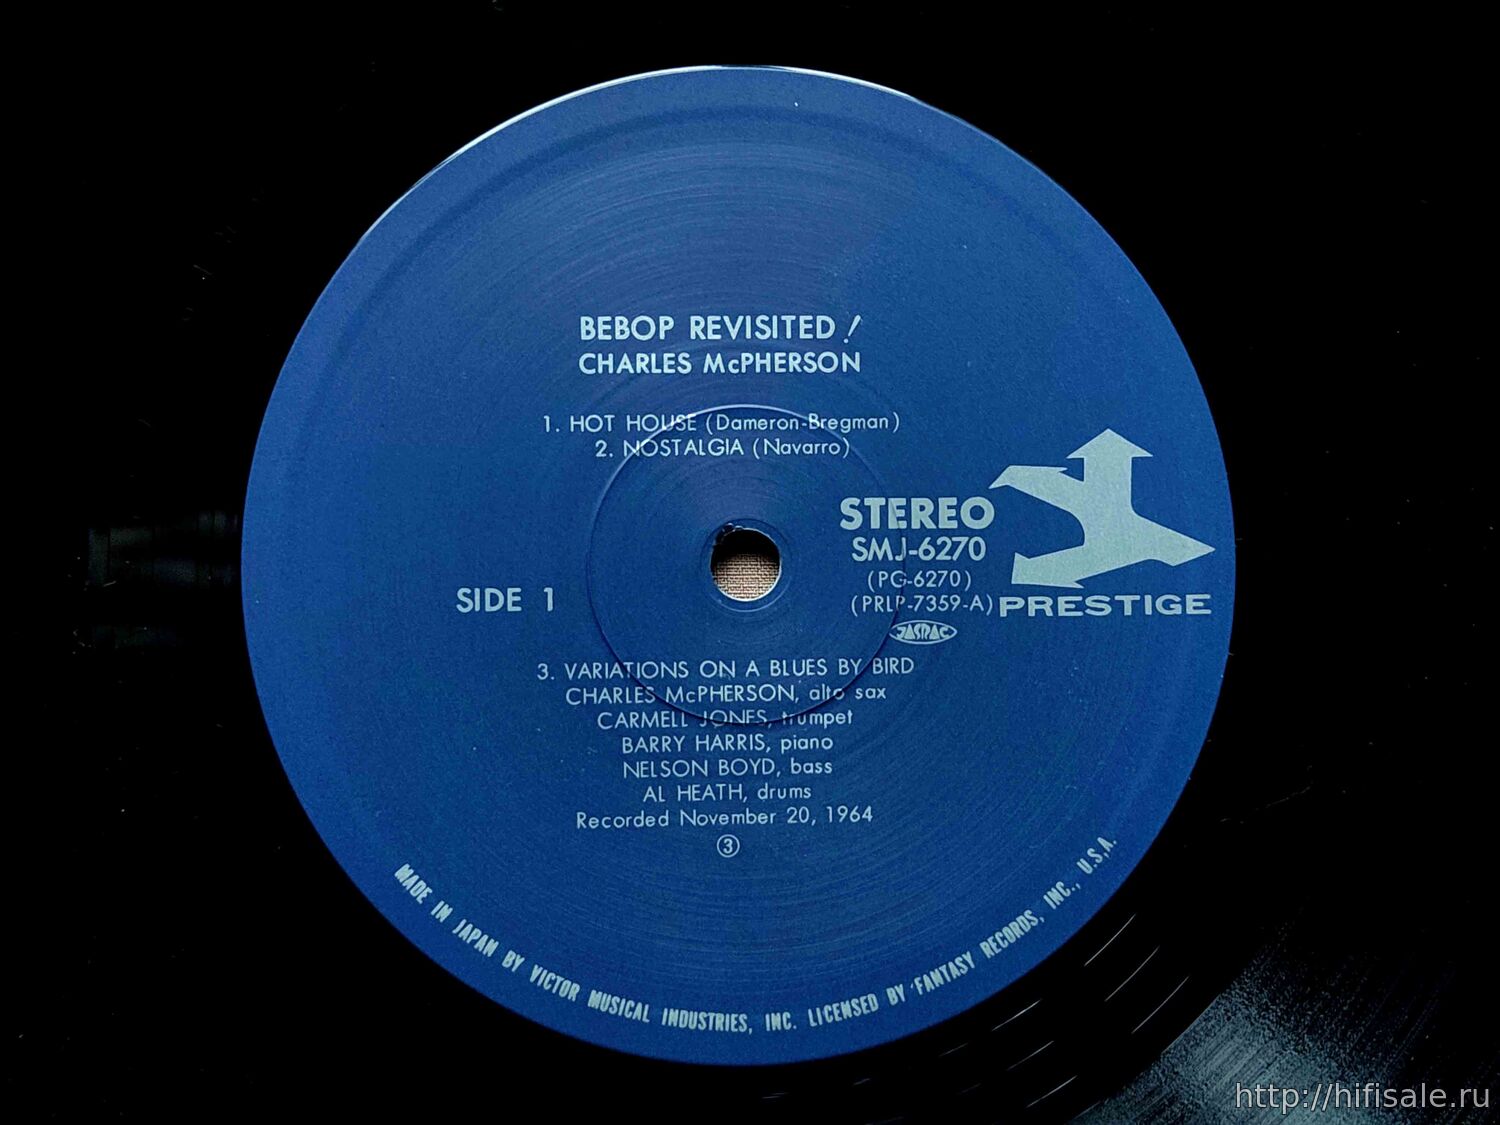 BEBOP REVISITED!
CHARLES McPHERSON
1. HOT HOUSE (Dameron-Bregman)
2. NOSTALGIA (Navarro)
STEREO
SMJ-6270
(PG-6270)
(PRLP-7359-A)
PRESTIGE
JASRAC
SIDE 1
3. VARIATIONS ON A BLUES BY BIRD
CHARLES McPHERSON, alto sax
CARMELL JONES, trumpet
BARRY HARRIS, piano
NELSON BOYD, bass
AL HEATH, drums
Recorded November 20, 1964
③
MADE IN JAPAN BY VICTOR MUSICAL INDUSTRIES, INC. LICENSED BY FANTASY RECORDS, INC., U.S.A.
http://hifisale.ru